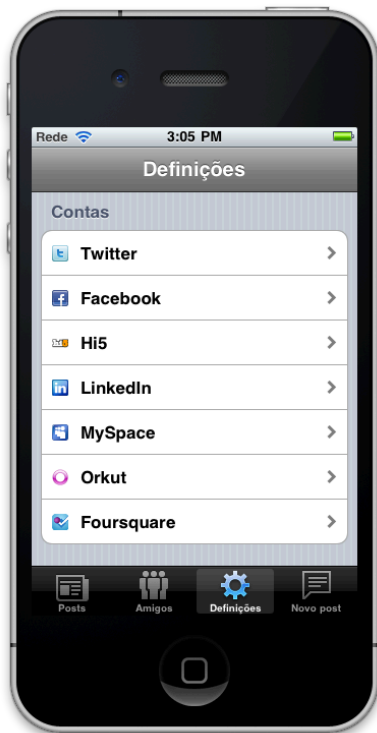 Rede 3:05 PM
Definições
Contas
Twitter
Facebook
Hi5
LinkedIn
MySpace
Orkut
Foursquare
Posts Amigos Definições Novo post